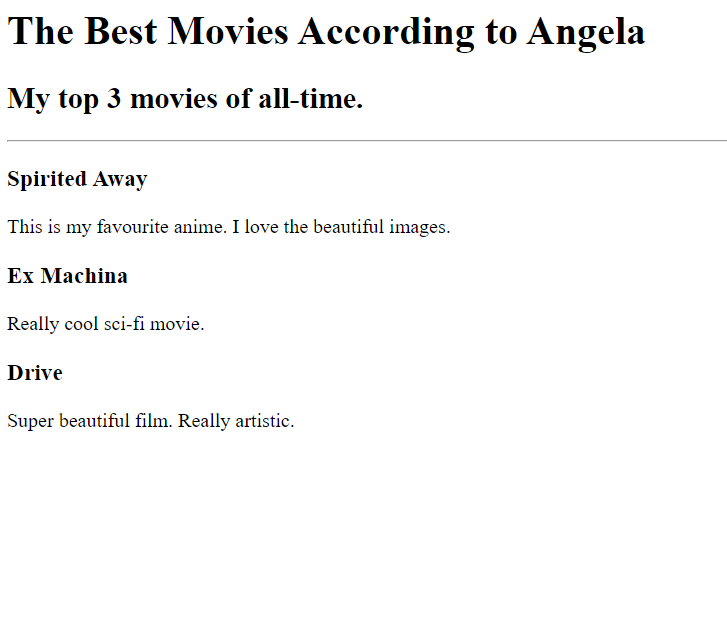 The Best Movies According to Angela
My top 3 movies of all-time.
Spirited Away
This is my favourite anime. I love the beautiful images.
Ex Machina
Really cool sci-fi movie.
Drive
Super beautiful film. Really artistic.